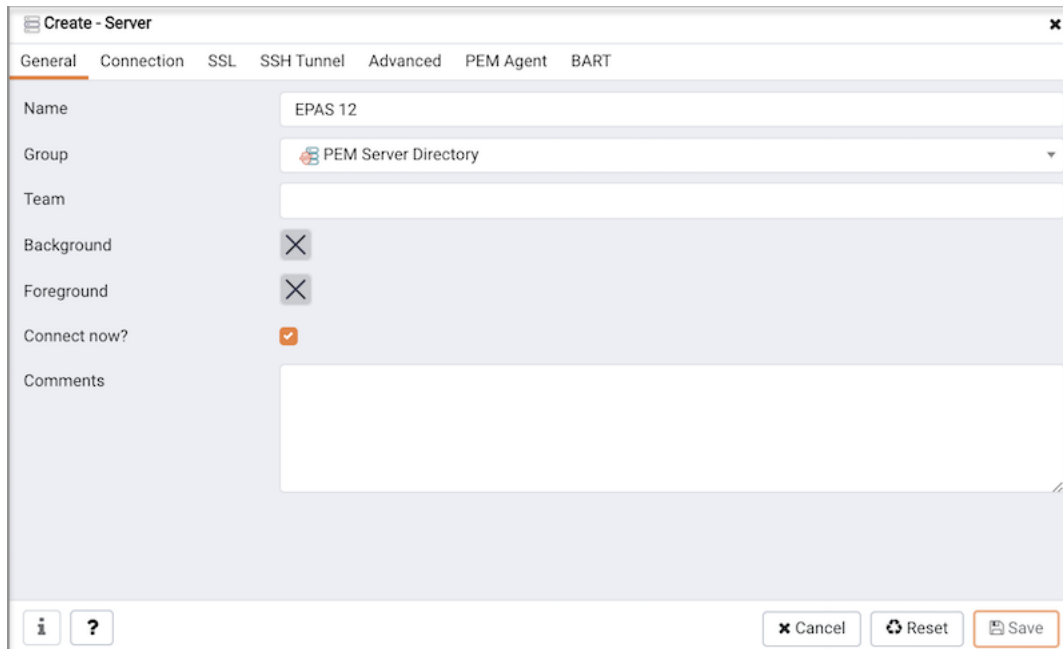 Create - Server
General Connection SSL SSH Tunnel Advanced PEM Agent BART
Name EPAS 12
Group PEM Server Directory
Team
Background
Foreground
Connect now?
Comments
i ? Cancel Reset Save